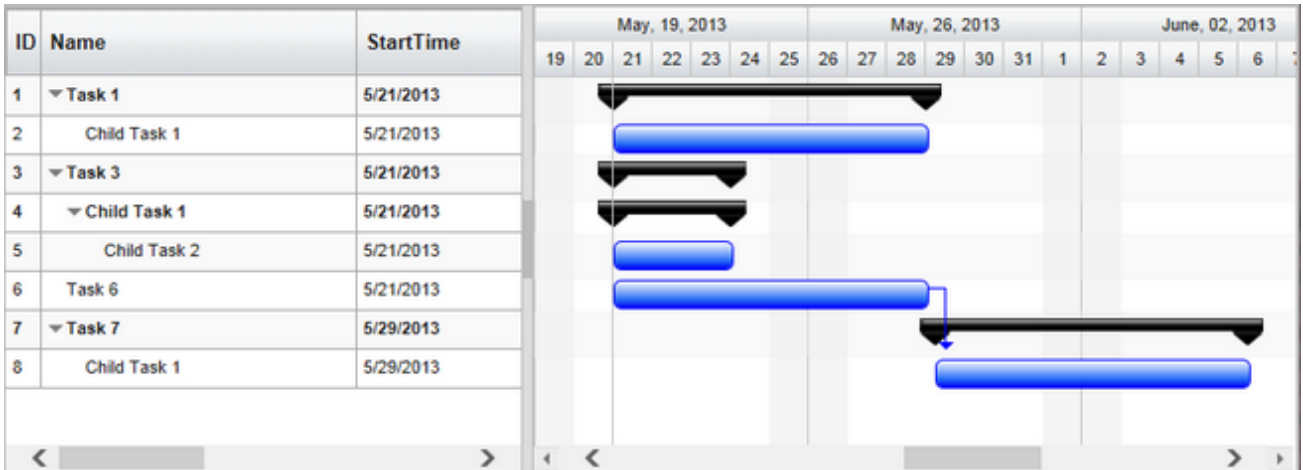 ID Name StartTime
May, 19, 2013 May, 26, 2013 June, 02, 2013
19 20 21 22 23 24 25 26 27 28 29 30 31 1 2 3 4 5 6
1 Task 1 5/21/2013
2 Child Task 1 5/21/2013
3 Task 3 5/21/2013
4 Child Task 1 5/21/2013
5 Child Task 2 5/21/2013
6 Task 6 5/21/2013
7 Task 7 5/29/2013
8 Child Task 1 5/29/2013